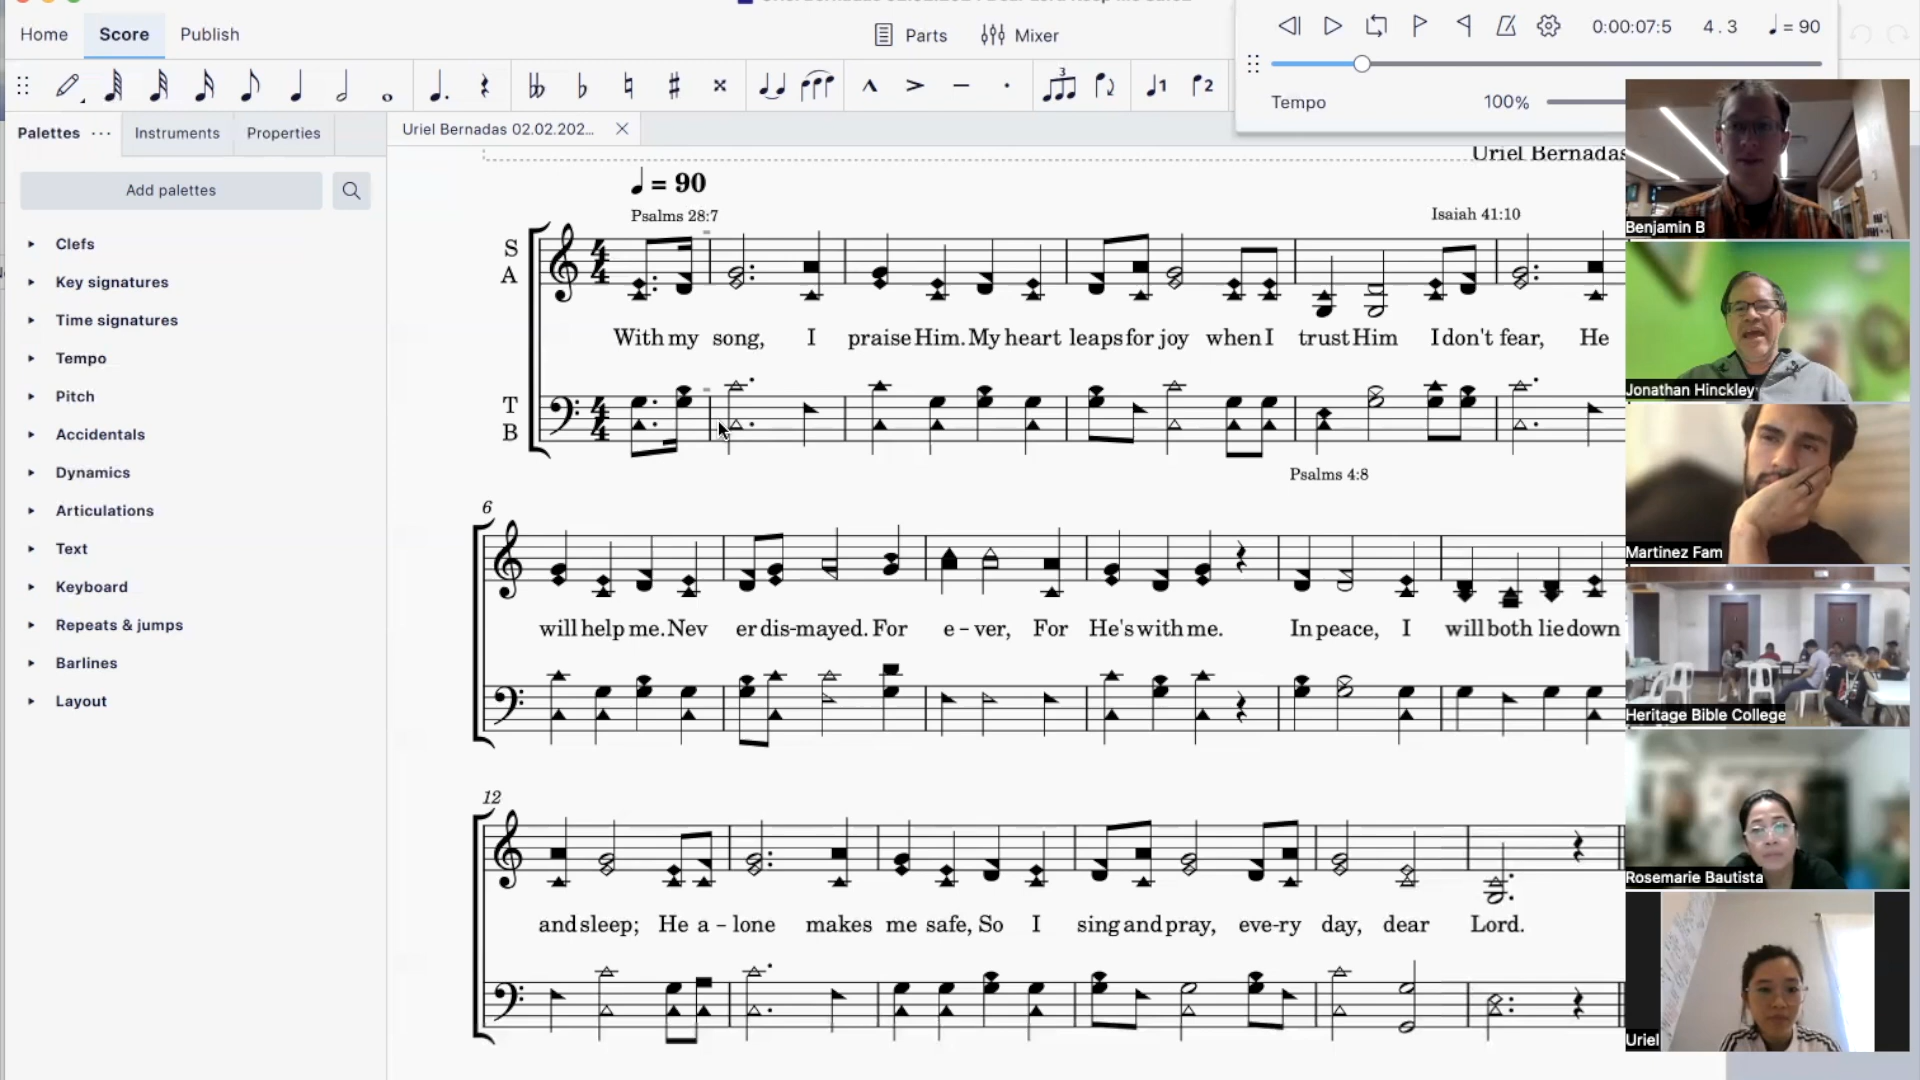 Home Score Publish Parts Mixer 0:00:07:5 4 . 3 = 90
Tempo 100%
Palettes Instruments Properties Uriel Bernadas 02.02.202...
Add palettes
Clefs
Key signatures
Time signatures
Tempo
Pitch
Accidentals
Dynamics
Articulations
Text
Keyboard
Repeats & jumps
Barlines
Layout
Uriel Bernadas
= 90
Psalms 28:7 Isaiah 41:10
S
A
With my song, I praise Him. My heart leaps for joy when I trust Him I don't fear, He
T
B
Psalms 4:8
6
will help me. Nev er dis-mayed. For e - ver, For He's with me. In peace, I will both lie down
12
and sleep; He a - lone makes me safe, So I sing and pray, eve-ry day, dear Lord.
Benjamin B
Jonathan Hinckley
Martinez Fam
Heritage Bible College
Rosemarie Bautista
Uriel